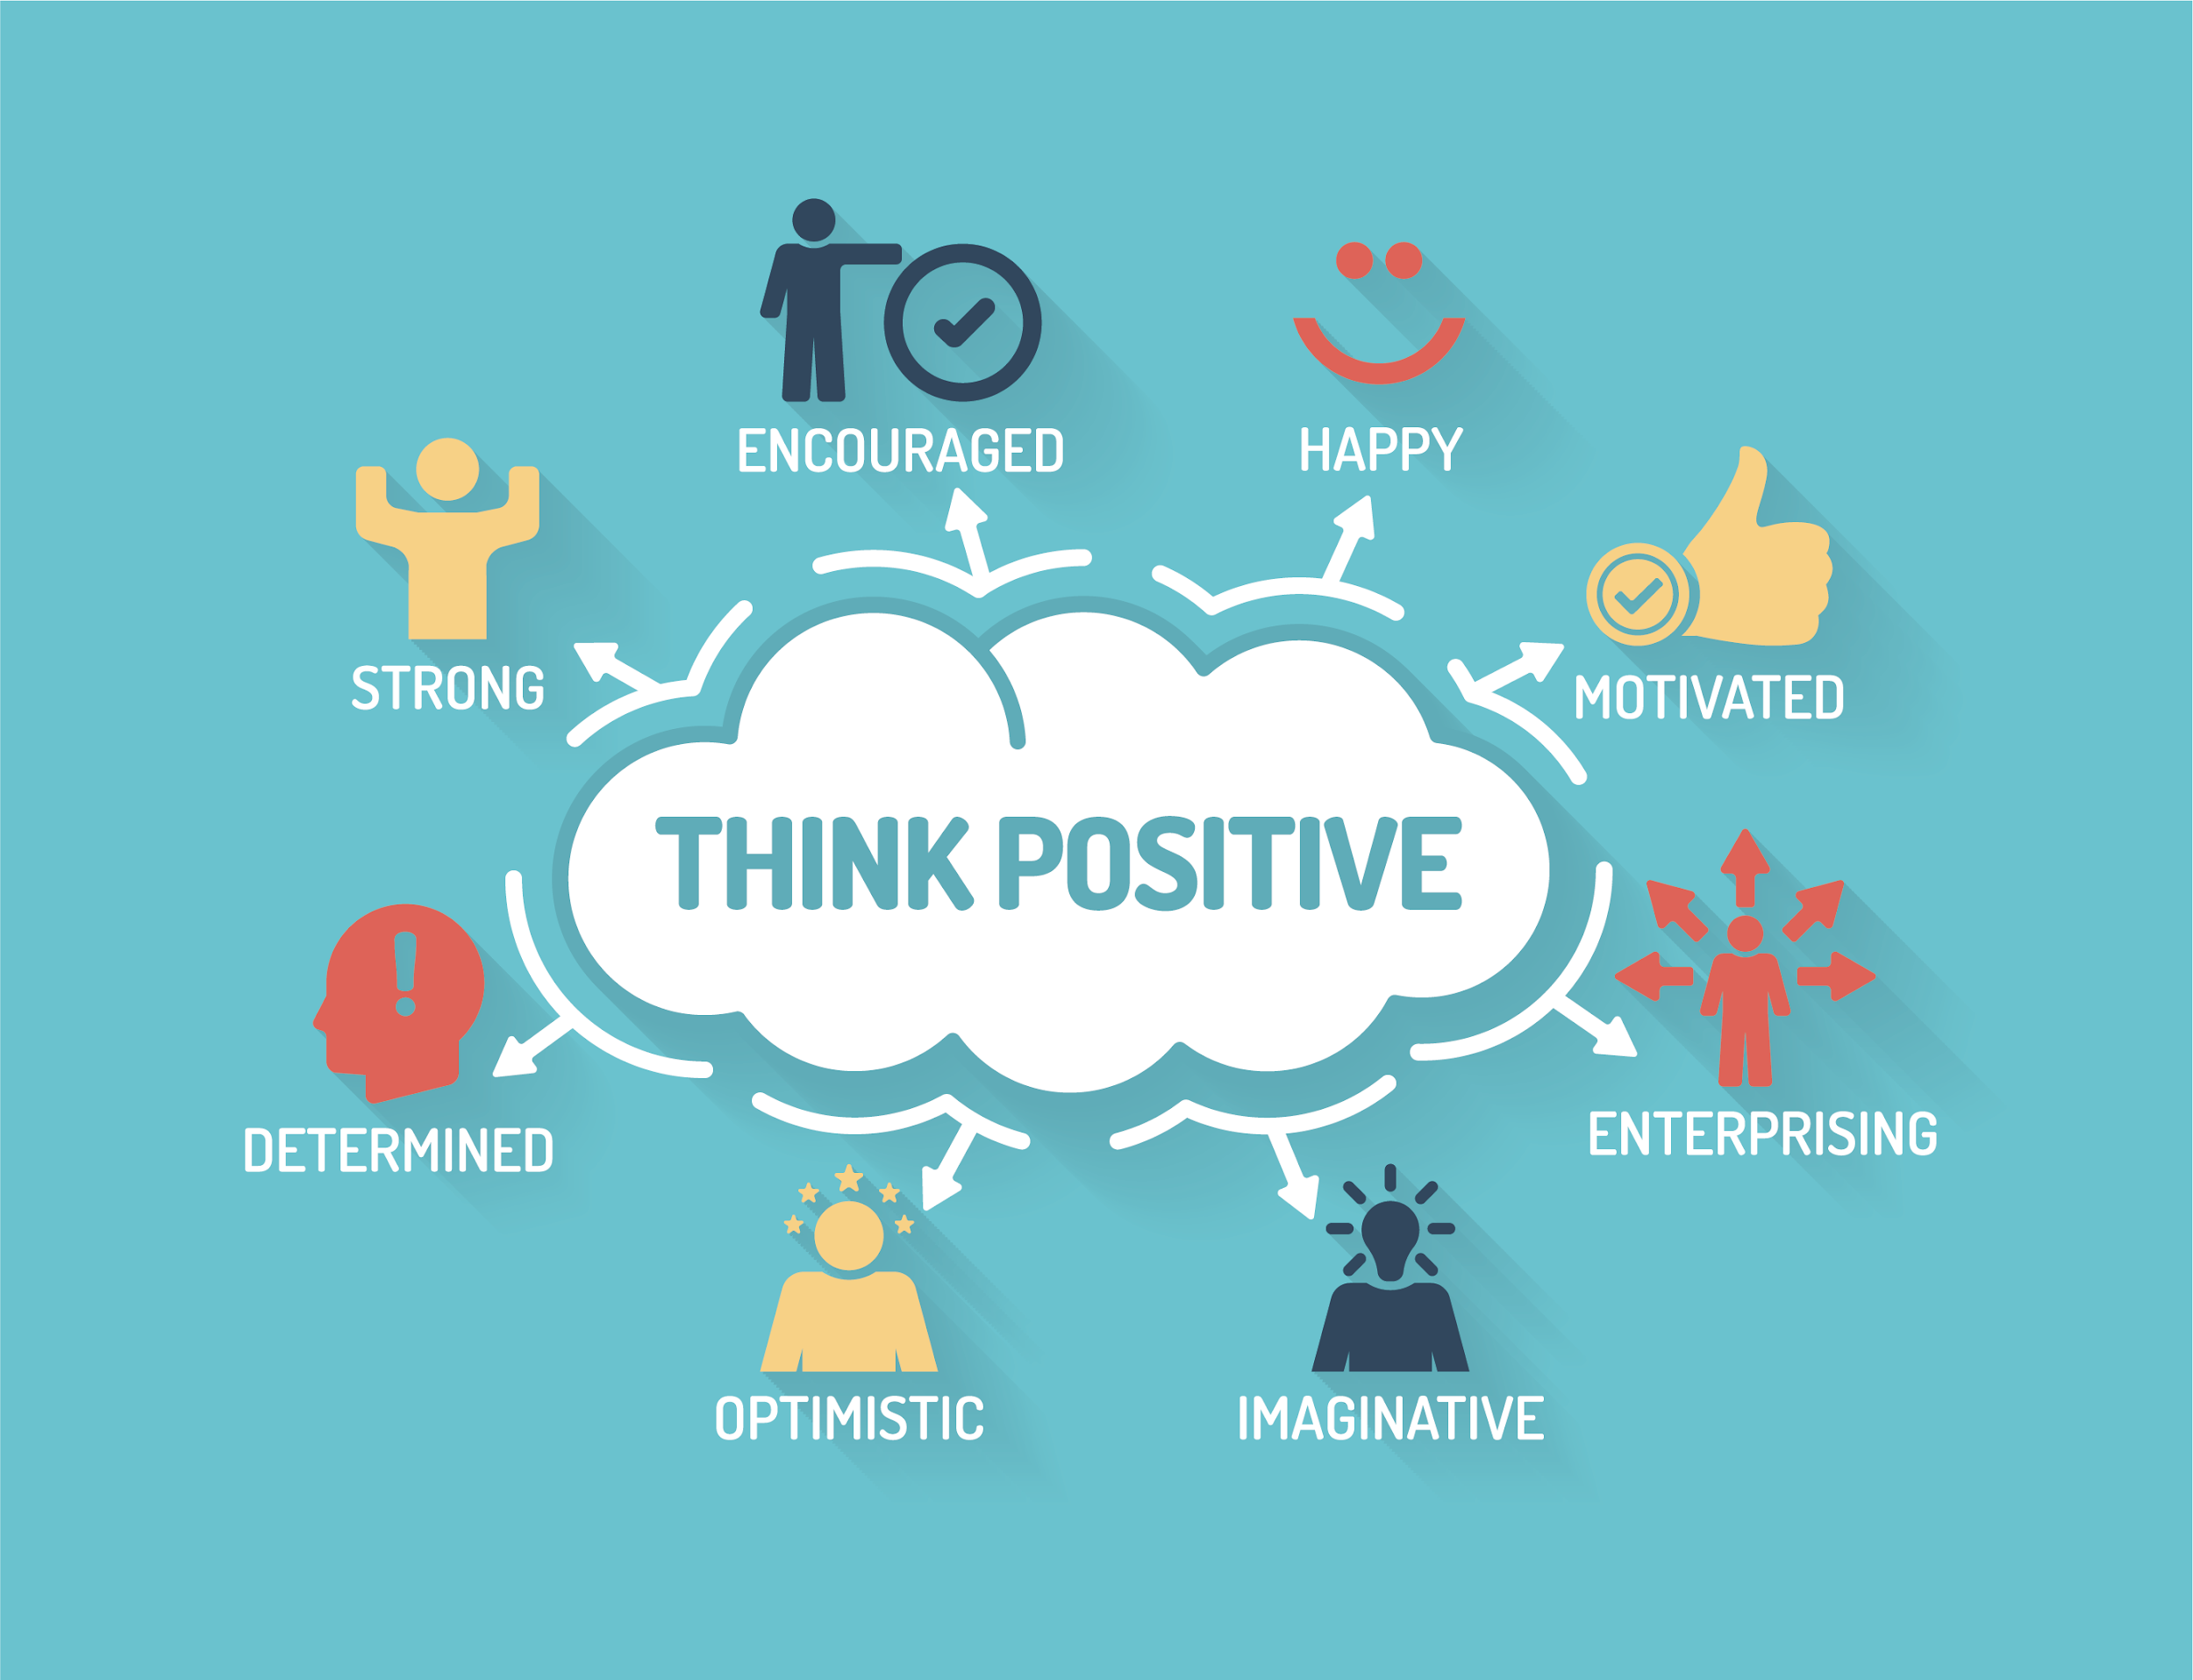 ENCOURAGED
HAPPY
STRONG
MOTIVATED
THINK POSITIVE
DETERMINED
ENTERPRISING
OPTIMISTIC
IMAGINATIVE